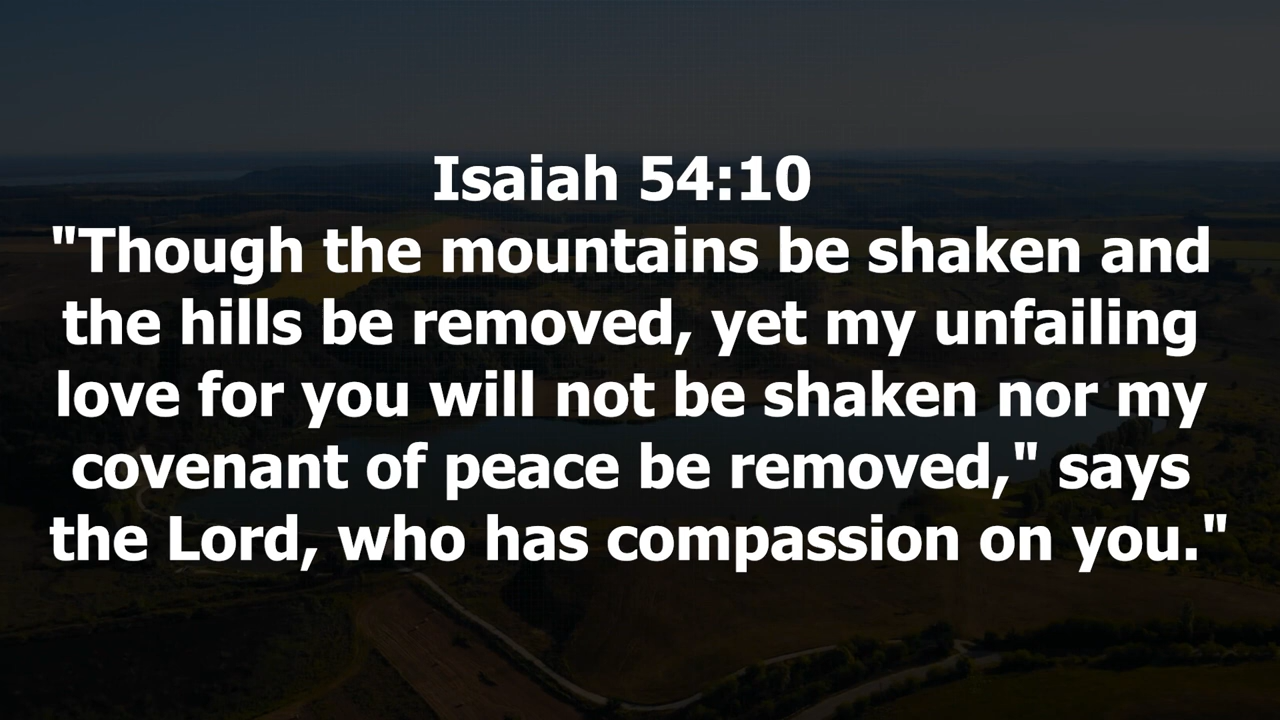 Isaiah 54:10
"Though the mountains be shaken and
the hills be removed, yet my unfailing
love for you will not be shaken nor my
covenant of peace be removed," says
the Lord, who has compassion on you."